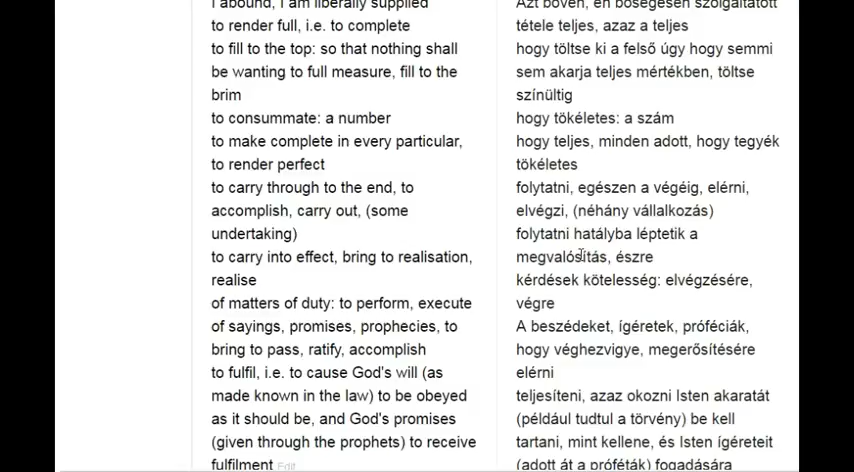 I abound, I am liberally supplied
to render full, i.e. to complete
to fill to the top: so that nothing shall
be wanting to full measure, fill to the
brim
to consummate: a number
to make complete in every particular,
to render perfect
to carry through to the end, to
accomplish, carry out, (some
undertaking)
to carry into effect, bring to realisation,
realise
of matters of duty: to perform, execute
of sayings, promises, prophecies, to
bring to pass, ratify, accomplish
to fulfil, i.e. to cause God's will (as
made known in the law) to be obeyed
as it should be, and God's promises
(given through the prophets) to receive
fulfilment Edit
Azt bőven, én bőségesen szolgáltatott
tétele teljes, azaz a teljes
hogy töltse ki a felső úgy hogy semmi
sem akarja teljes mértékben, töltse
színültig
hogy tökéletes: a szám
hogy teljes, minden adott, hogy tegyék
tökéletes
folytatni, egészen a végéig, elérni,
elvégzi, (néhány vállalkozás)
folytatni hatályba léptetik a
megvalósítás, észre
kérdések kötelesség: elvégzésére,
végre
A beszédeket, ígéretek, próféciák,
hogy véghezvigye, megerősítésére
elérni
teljesíteni, azaz okozni Isten akaratát
(például tudtul a törvény) be kell
tartani, mint kellene, és Isten ígéreteit
(adott át a próféták) fogadására